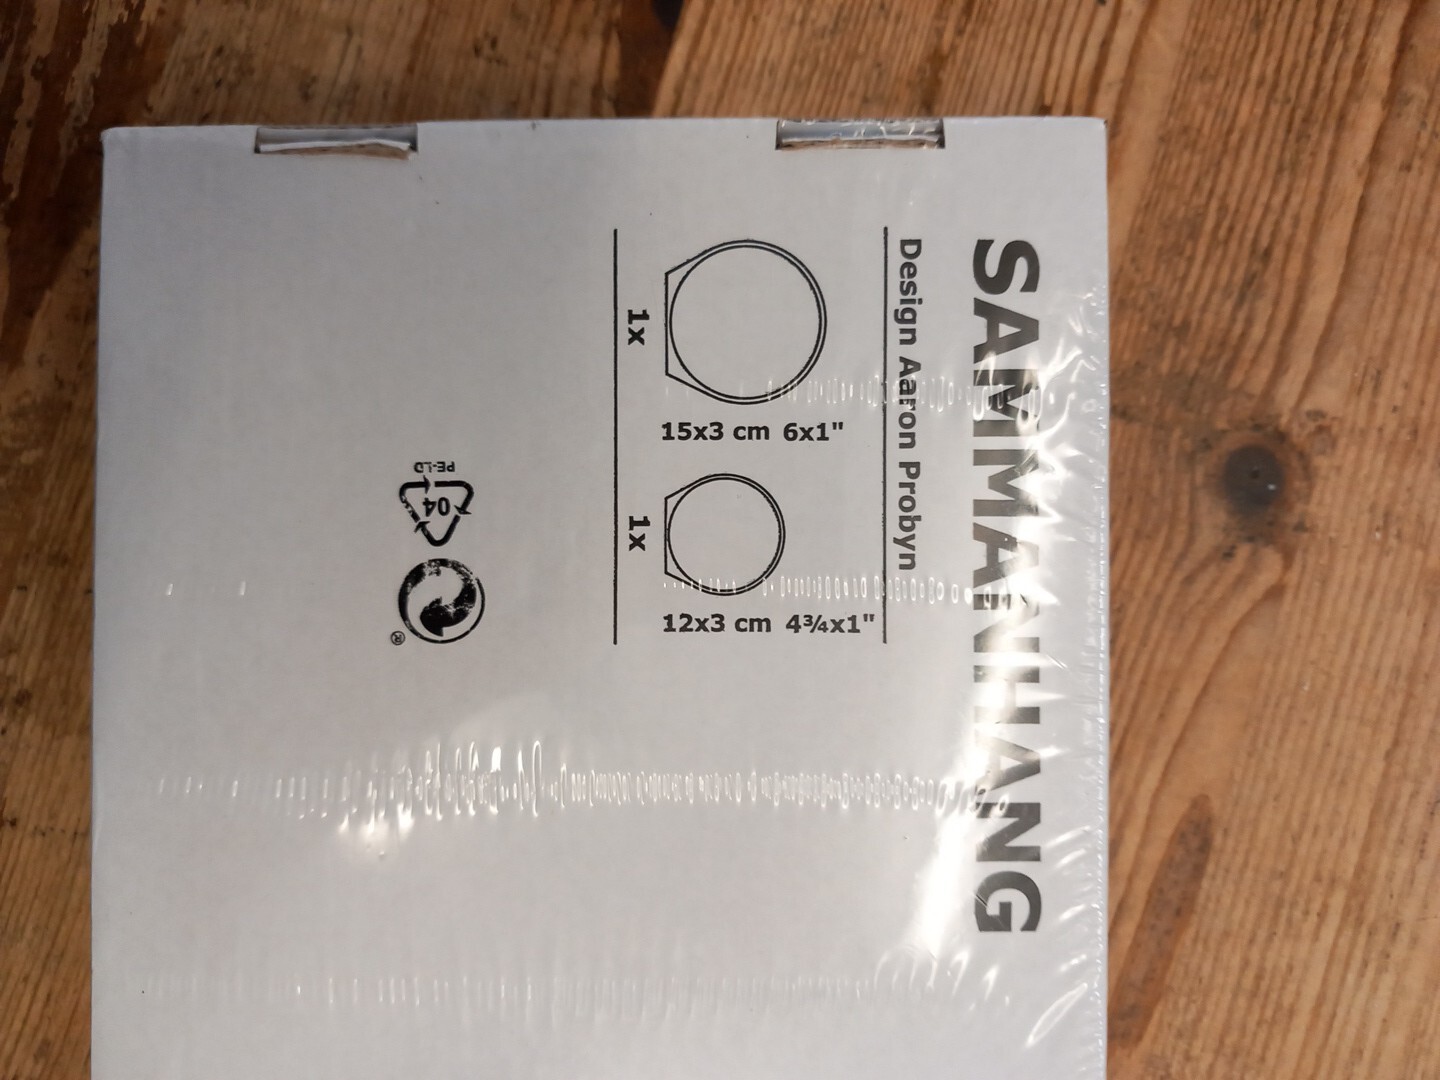 SAMMANHANG
Design Aaron Probyn
15x3 cm 6x1"
12x3 cm 4¾x1"
1x
1x
04
PE-LD
®